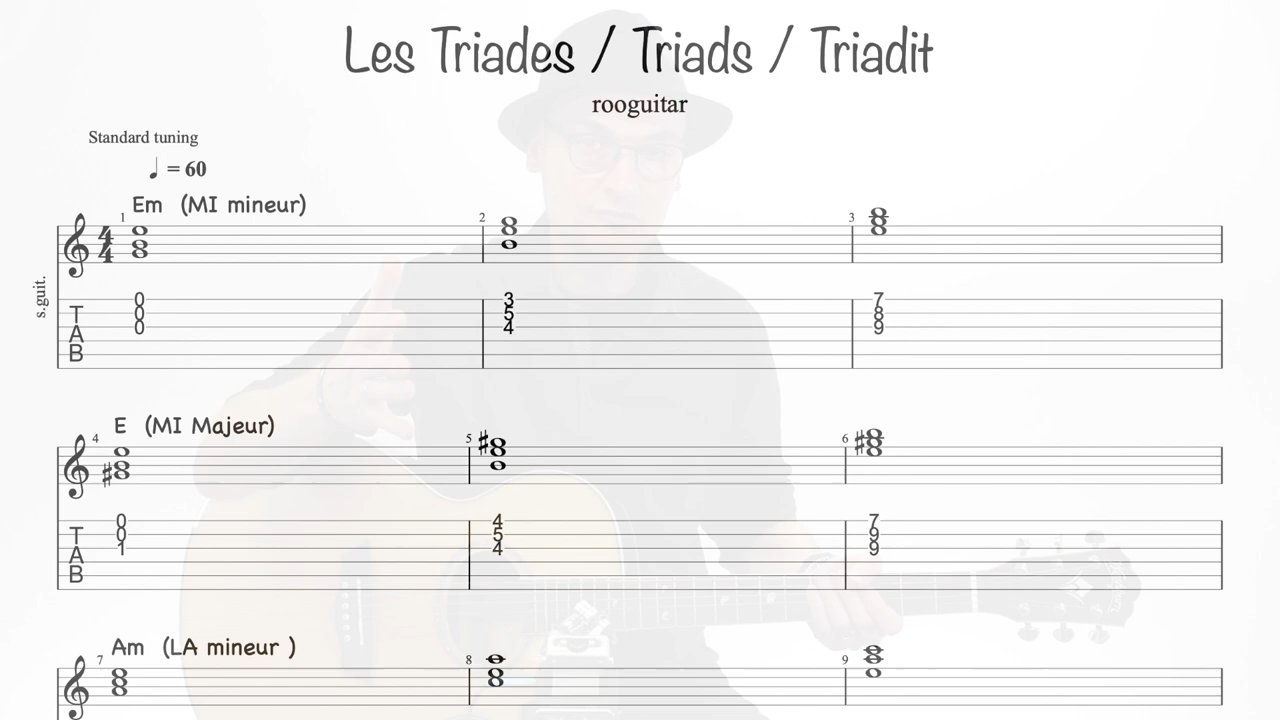 Les Triades / Triads / Triadit
rooguitar
Standard tuning
♩ = 60
Em (MI mineur)
1 2 3
4
4
s.guit.
0 3 7
T 0 5 8
A 0 4 9
B
E (MI Majeur)
4 5 6
0 4 7
T 0 5 9
A 1 4 9
B
Am (LA mineur )
7 8 9